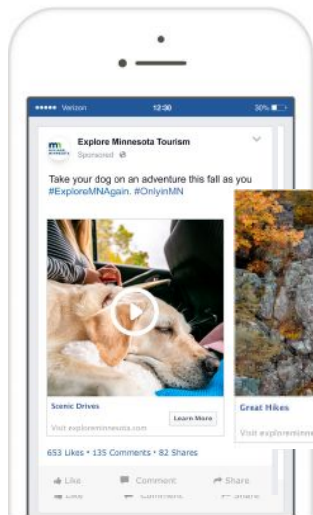 Verizon 12:30 30%
Explore Minnesota Tourism
Sponsored
Take your dog on an adventure this fall as you
#ExploreMNAgain. #OnlyinMN
Scenic Drives
Learn More
Visit exploreminnesota.com
Great Hikes
Visit exploreminne
653 Likes • 135 Comments • 82 Shares
Like Comment Share